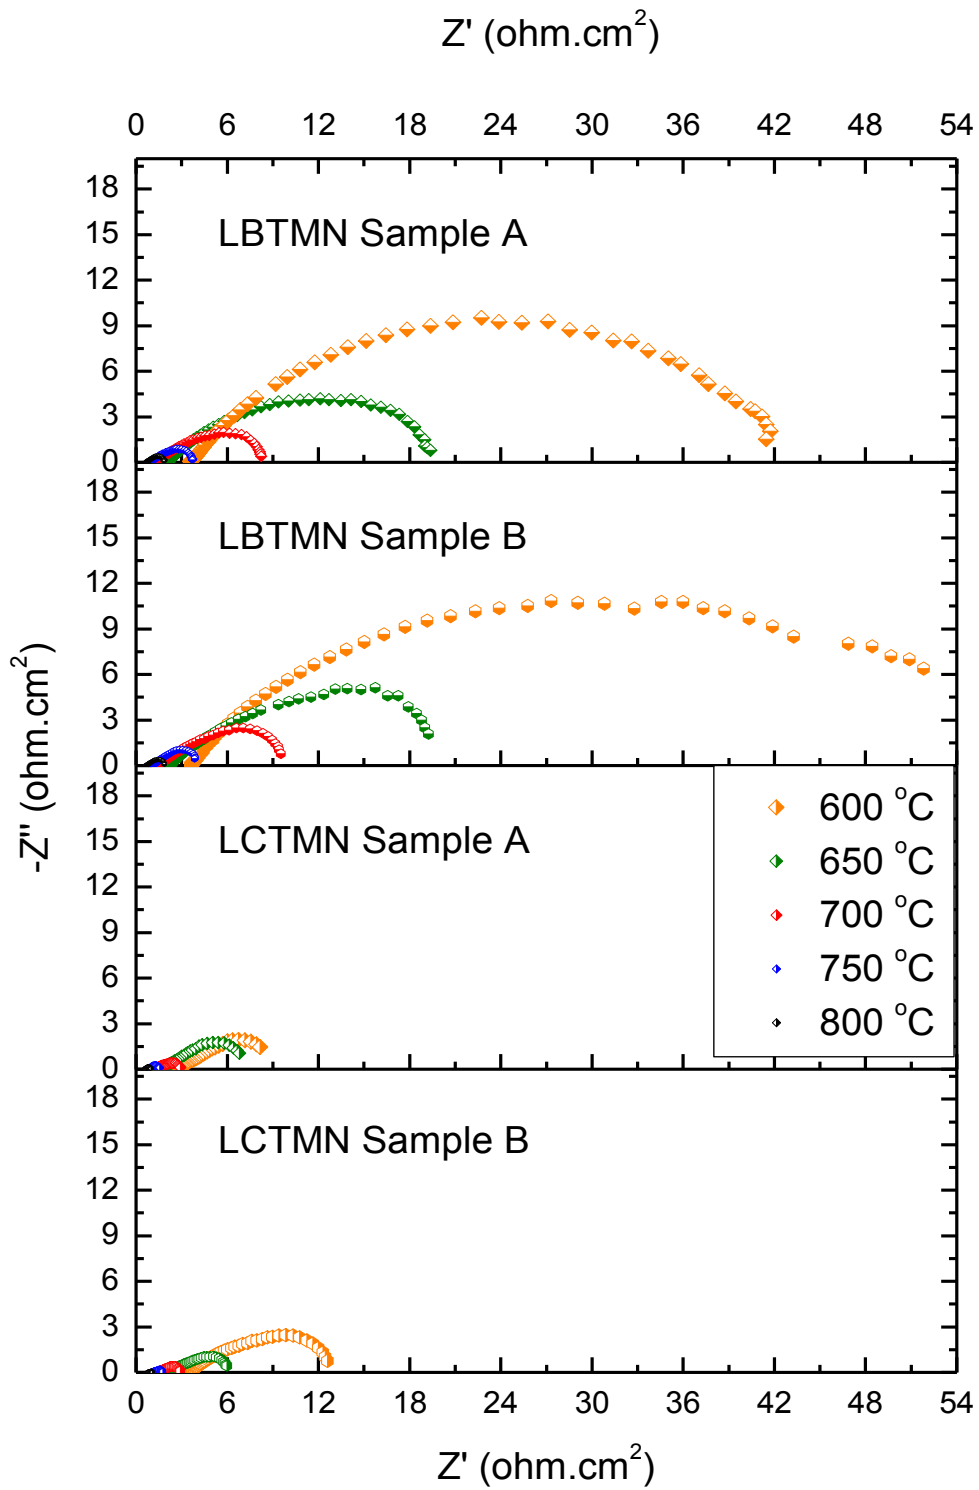 Z' (ohm.cm²)
0 6 12 18 24 30 36 42 48 54
18
15
12
9
6
3
0
LBTMN Sample A
18
15
12
9
6
3
0
LBTMN Sample B
-Z'' (ohm.cm²)
18
15
12
9
6
3
0
LCTMN Sample A
600 °C
650 °C
700 °C
750 °C
800 °C
18
15
12
9
6
3
0
LCTMN Sample B
0 6 12 18 24 30 36 42 48 54
Z' (ohm.cm²)